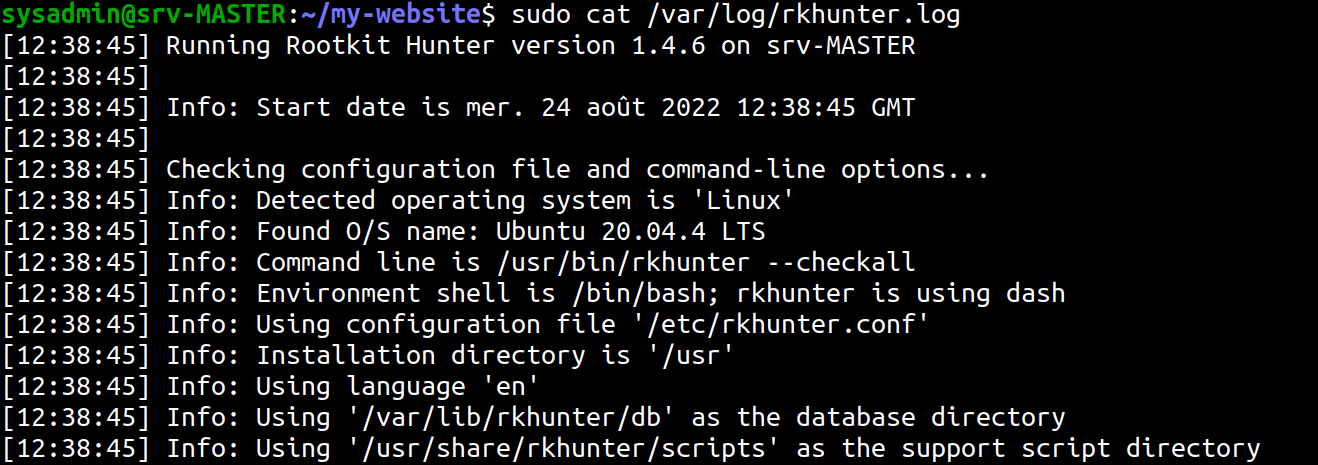 sysadmin@srv-MASTER:~/my-website$ sudo cat /var/log/rkhunter.log
[12:38:45] Running Rootkit Hunter version 1.4.6 on srv-MASTER
[12:38:45]
[12:38:45] Info: Start date is mer. 24 août 2022 12:38:45 GMT
[12:38:45]
[12:38:45] Checking configuration file and command-line options...
[12:38:45] Info: Detected operating system is 'Linux'
[12:38:45] Info: Found O/S name: Ubuntu 20.04.4 LTS
[12:38:45] Info: Command line is /usr/bin/rkhunter --checkall
[12:38:45] Info: Environment shell is /bin/bash; rkhunter is using dash
[12:38:45] Info: Using configuration file '/etc/rkhunter.conf'
[12:38:45] Info: Installation directory is '/usr'
[12:38:45] Info: Using language 'en'
[12:38:45] Info: Using '/var/lib/rkhunter/db' as the database directory
[12:38:45] Info: Using '/usr/share/rkhunter/scripts' as the support script directory